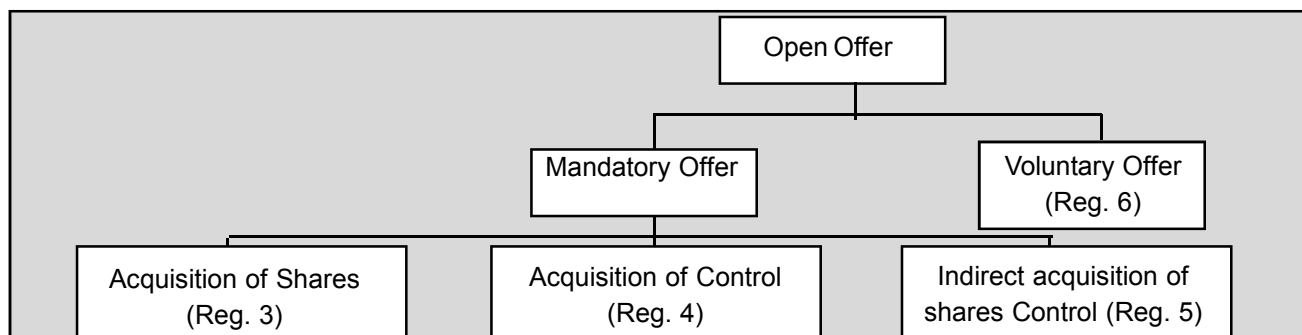 Open Offer
Mandatory Offer
Voluntary Offer
(Reg. 6)
Acquisition of Shares
(Reg. 3)
Acquisition of Control
(Reg. 4)
Indirect acquisition of
shares Control (Reg. 5)